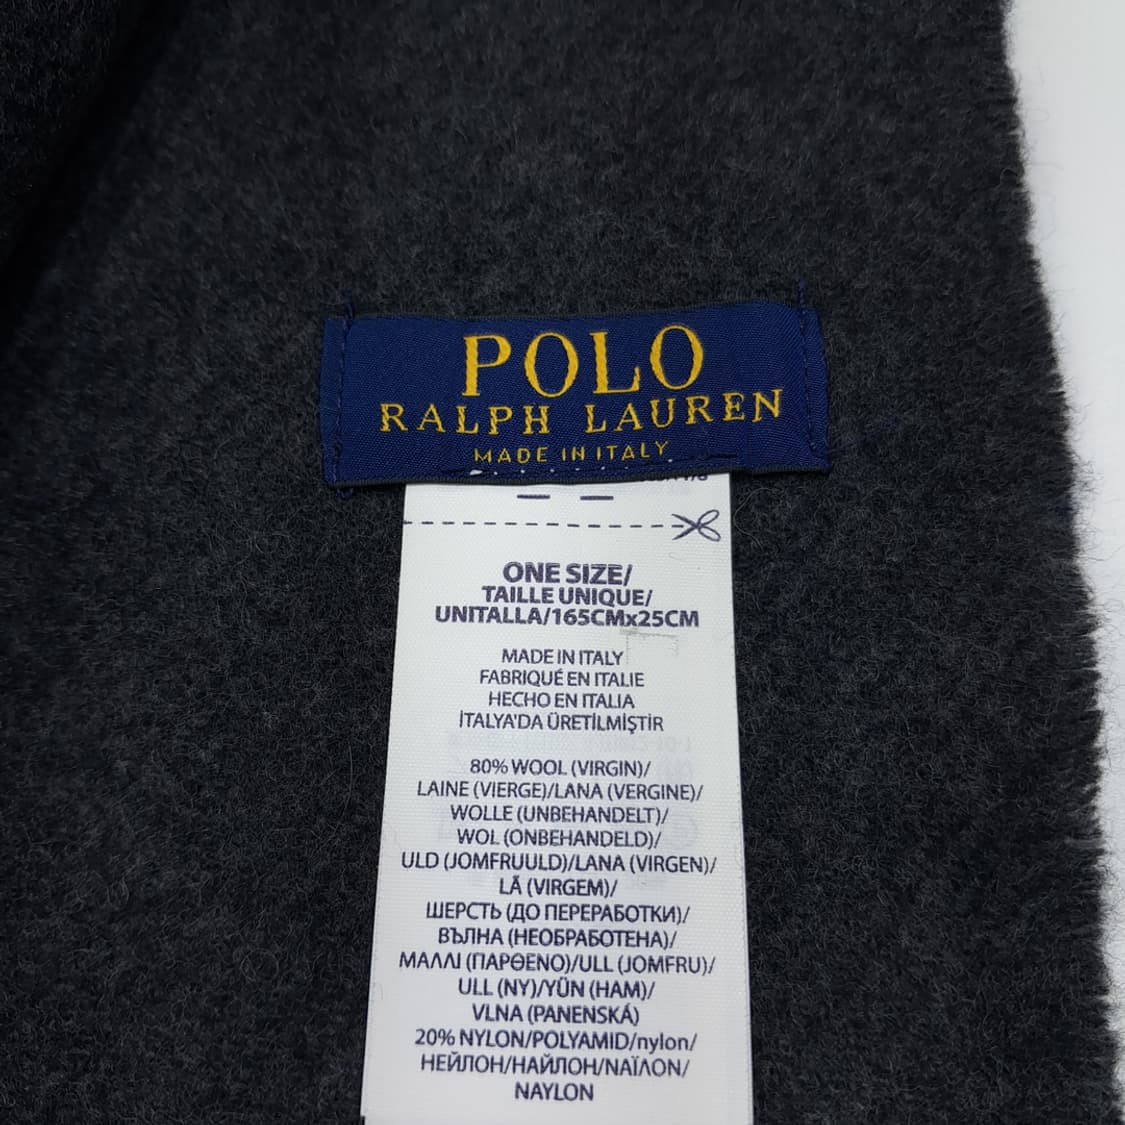 POLO
RALPH LAUREN
MADE IN ITALY
ONE SIZE/
TAILLE UNIQUE/
UNITALLA/165CMx25CM
MADE IN ITALY
FABRIQUÉ EN ITALIE
HECHO EN ITALIA
İTALYA'DA ÜRETİLMİŞTİR
80% WOOL (VIRGIN)/
LAINE (VIERGE)/LANA (VERGINE)/
WOLLE (UNBEHANDELT)/
WOL (ONBEHANDELD)/
ULD (JOMFRUULD)/LANA (VIRGEN)/
LÃ (VIRGEM)/
ШЕРСТЬ (ДО ПЕРЕРАБОТКИ)/
ВЪЛНА (НЕОБРАБОТЕНА)/
ΜΑΛΛΙ (ΠΑΡΘΕΝΟ)/ULL (JOMFRU)/
ULL (NY)/YÜN (HAM)/
VLNA (PANENSKÁ)
20% NYLON/POLYAMID/nylon/
НЕЙЛОН/НАЙЛОН/ΝΑΪΛΟΝ/
NAYLON